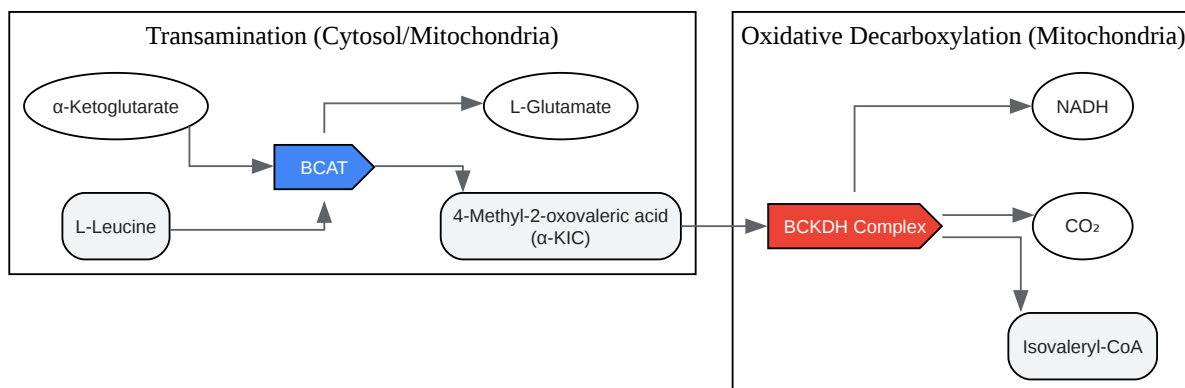 Transamination (Cytosol/Mitochondria)
α-Ketoglutarate
L-Glutamate
BCAT
L-Leucine
4-Methyl-2-oxovaleric acid
(α-KIC)
Oxidative Decarboxylation (Mitochondria)
NADH
BCKDH Complex
CO₂
Isovaleryl-CoA